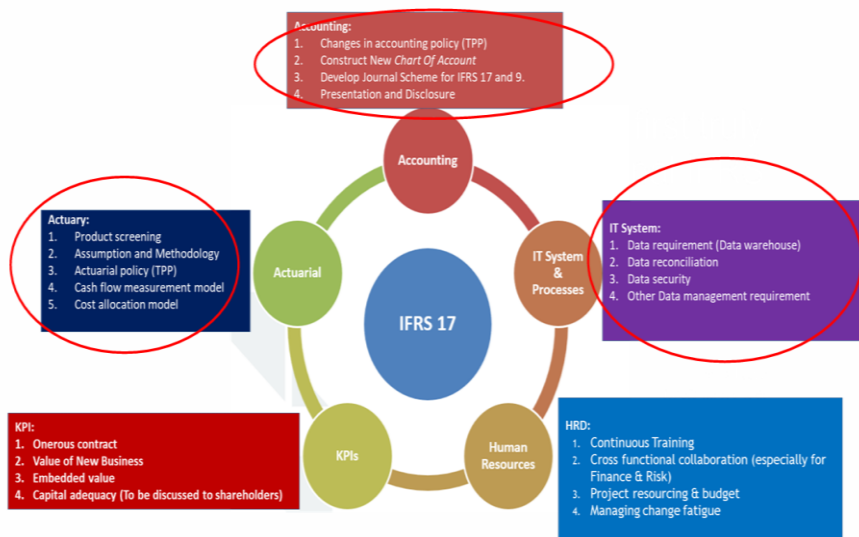 Accounting:
1. Changes in accounting policy (TPP)
2. Construct New Chart Of Account
3. Develop Journal Scheme for IFRS 17 and 9.
4. Presentation and Disclosure
Accounting
Actuary:
1. Product screening
2. Assumption and Methodology
3. Actuarial policy (TPP)
4. Cash flow measurement model
5. Cost allocation model
Actuarial
IFRS 17
IT System
&
Processes
IT System:
1. Data requirement (Data warehouse)
2. Data reconciliation
3. Data security
4. Other Data management requirement
KPI:
1. Onerous contract
2. Value of New Business
3. Embedded value
4. Capital adequacy (To be discussed to shareholders)
KPIs
Human
Resources
HRD:
1. Continuous Training
2. Cross functional collaboration (especially for
Finance & Risk)
3. Project resourcing & budget
4. Managing change fatigue